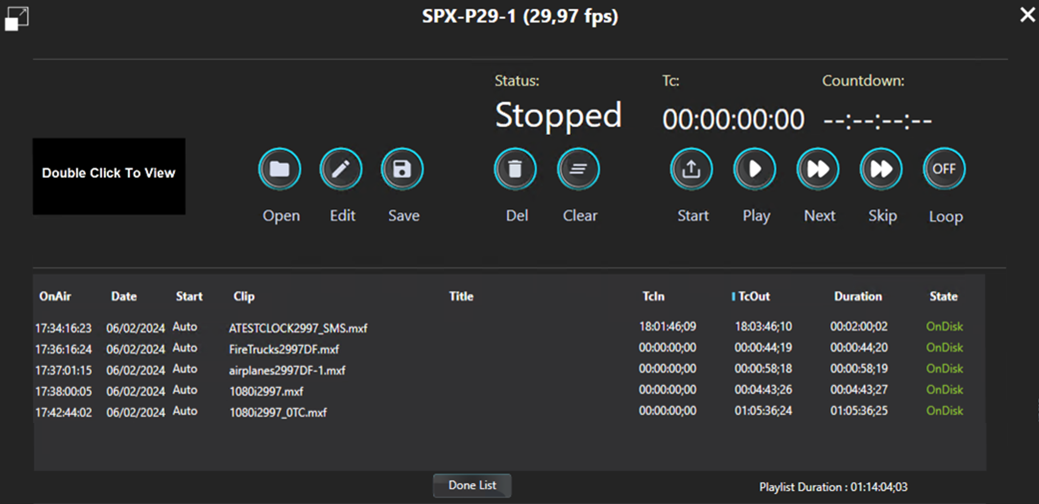 SPX-P29-1 (29,97 fps)
Status: Tc: Countdown:
Stopped 00:00:00:00 --:--:--:--
Double Click To View
OFF
Open Edit Save Del Clear Start Play Next Skip Loop
OnAir Date Start Clip Title TcIn TcOut Duration State
17:34:16:23 06/02/2024 Auto ATESTCLOCK2997_SMS.mxf 18:01:46;09 18:03:46;10 00:02:00;02 OnDisk
17:36:16:24 06/02/2024 Auto FireTrucks2997DF.mxf 00:00:00;00 00:00:44;19 00:00:44;20 OnDisk
17:37:01:15 06/02/2024 Auto airplanes2997DF-1.mxf 00:00:00;00 00:00:58;18 00:00:58;19 OnDisk
17:38:00:05 06/02/2024 Auto 1080i2997.mxf 00:00:00;00 00:04:43;26 00:04:43;27 OnDisk
17:42:44:02 06/02/2024 Auto 1080i2997_0TC.mxf 00:00:00;00 01:05:36;24 01:05:36;25 OnDisk
Done List
Playlist Duration : 01:14:04;03